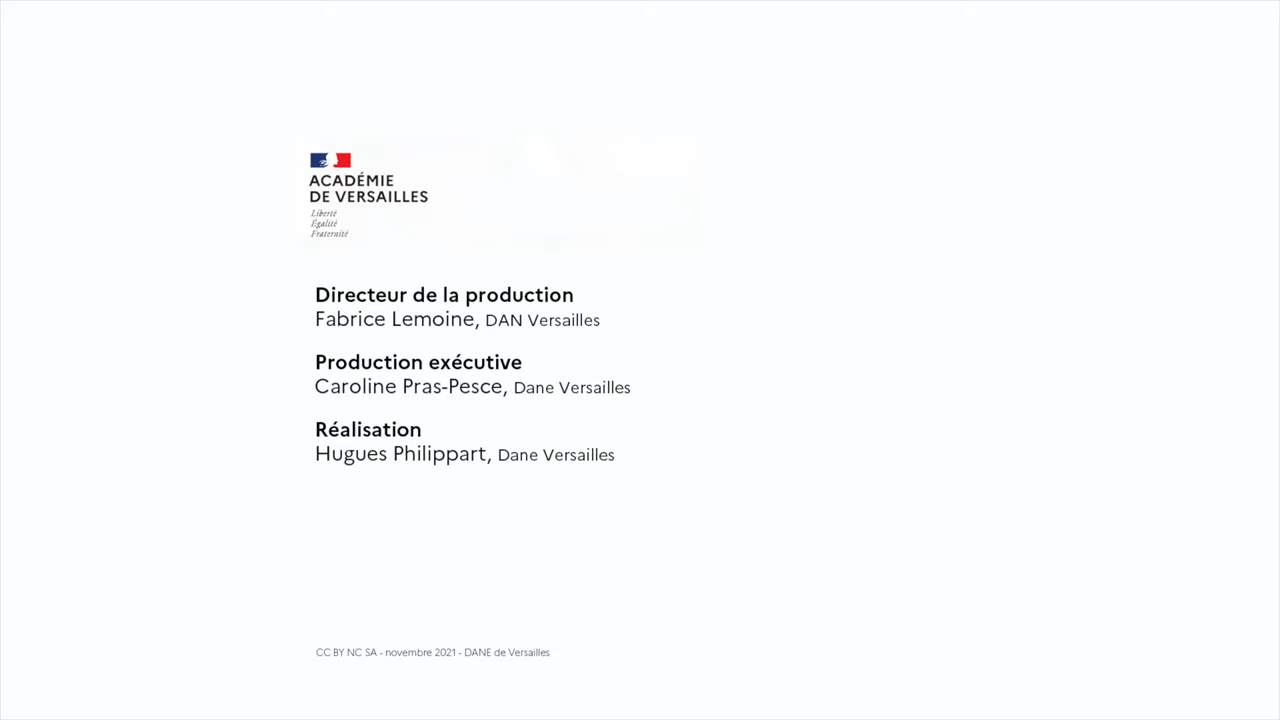 ACADÉMIE
DE VERSAILLES
Liberté
Égalité
Fraternité
Directeur de la production
Fabrice Lemoine, DAN Versailles
Production exécutive
Caroline Pras-Pesce, Dane Versailles
Réalisation
Hugues Philippart, Dane Versailles
CC BY NC SA - novembre 2021 - DANE de Versailles